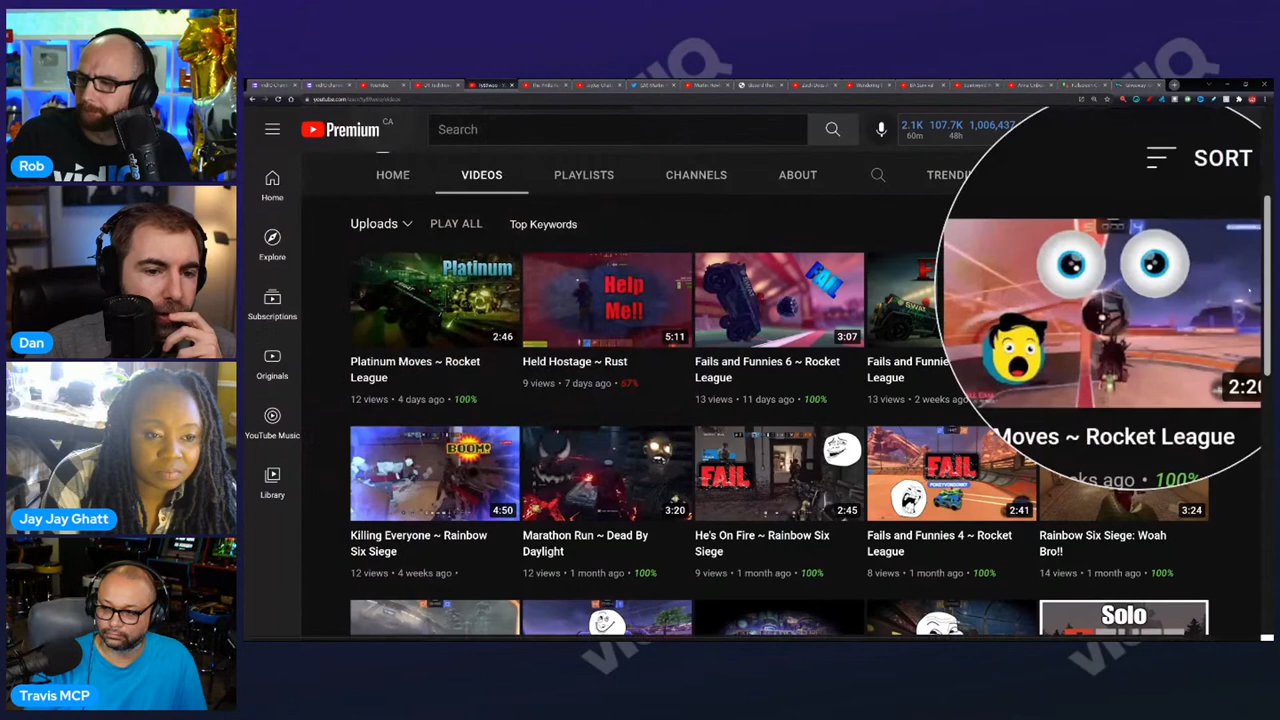 Rob
Dan
Jay Jay Ghatt
Travis MCP
Premium CA
Search
2.1K 107.7K 1,006,437
60m 48h
HOME VIDEOS PLAYLISTS CHANNELS ABOUT TRENDI
SORT
Home
Explore
Subscriptions
Originals
YouTube Music
Library
Uploads PLAY ALL Top Keywords
Platinum
2:46
Help
Me!!
5:11
FAIL
3:07
2:20
Platinum Moves ~ Rocket
League
12 views • 4 days ago • 100%
Held Hostage ~ Rust
9 views • 7 days ago • 67%
Fails and Funnies 6 ~ Rocket
League
13 views • 11 days ago • 100%
Fails and Funnies
League
13 views • 2 weeks ago
Moves ~ Rocket League
ks ago • 100%
BOOM!
4:50
3:20
FAIL
2:45
FAIL
2:41
3:24
Killing Everyone ~ Rainbow
Six Siege
12 views • 4 weeks ago •
Marathon Run ~ Dead By
Daylight
12 views • 1 month ago • 100%
He's On Fire ~ Rainbow Six
Siege
9 views • 1 month ago • 100%
Fails and Funnies 4 ~ Rocket
League
8 views • 1 month ago • 100%
Rainbow Six Siege: Woah
Bro!!
14 views • 1 month ago • 100%
Solo